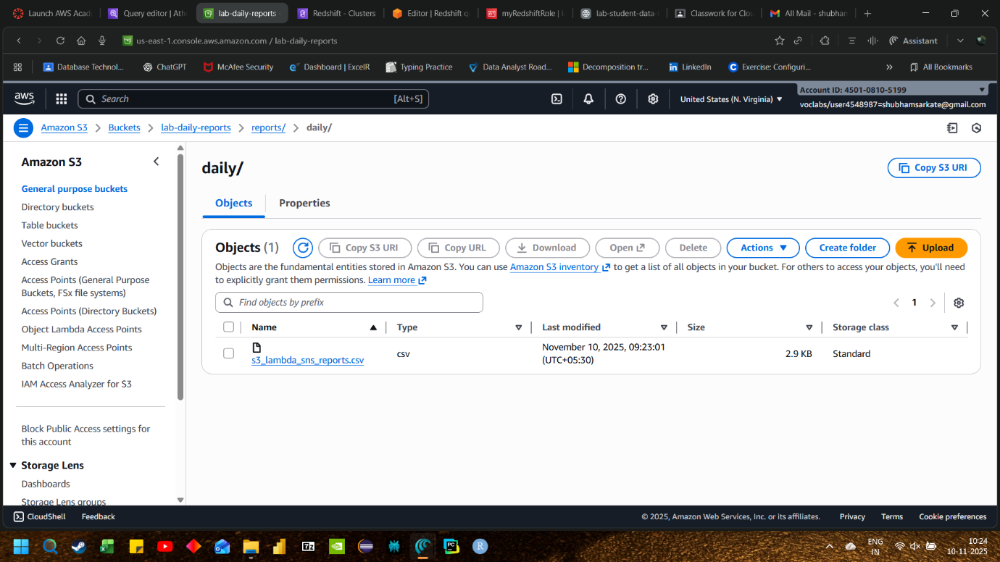 Launch AWS Acad
Query editor | Ath
lab-daily-reports -
Redshift - Clusters
Editor | Redshift q
myRedshiftRole | I
lab-student-data-
Classwork for Clou
All Mail - shubham
us-east-1.console.aws.amazon.com / lab-daily-reports
Assistant
Database Technol...
ChatGPT
McAfee Security
Dashboard | ExcelR
Typing Practice
Data Analyst Road...
Decomposition tr...
LinkedIn
Exercise: Configuri...
All Bookmarks
aws
Search
[Alt+S]
United States (N. Virginia)
Account ID: 4501-0810-5199
voclabs/user4548987=shubhamsarkate@gmail.com
Amazon S3
Buckets
lab-daily-reports
reports/
daily/
Amazon S3
General purpose buckets
Directory buckets
Table buckets
Vector buckets
Access Grants
Access Points (General Purpose
Buckets, FSx file systems)
Access Points (Directory Buckets)
Object Lambda Access Points
Multi-Region Access Points
Batch Operations
IAM Access Analyzer for S3
Block Public Access settings for
this account
Storage Lens
Dashboards
Storage Lens groups
daily/
Copy S3 URI
Objects
Properties
Objects (1)
Copy S3 URI
Copy URL
Download
Open
Delete
Actions
Create folder
Upload
Objects are the fundamental entities stored in Amazon S3. You can use Amazon S3 inventory to get a list of all objects in your bucket. For others to access your objects, you'll need
to explicitly grant them permissions. Learn more
Find objects by prefix
1
Name
Type
Last modified
Size
Storage class
s3_lambda_sns_reports.csv
csv
November 10, 2025, 09:23:01
(UTC+05:30)
2.9 KB
Standard
CloudShell
Feedback
© 2025, Amazon Web Services, Inc. or its affiliates.
Privacy
Terms
Cookie preferences
ENG
IN
10:24
10-11-2025